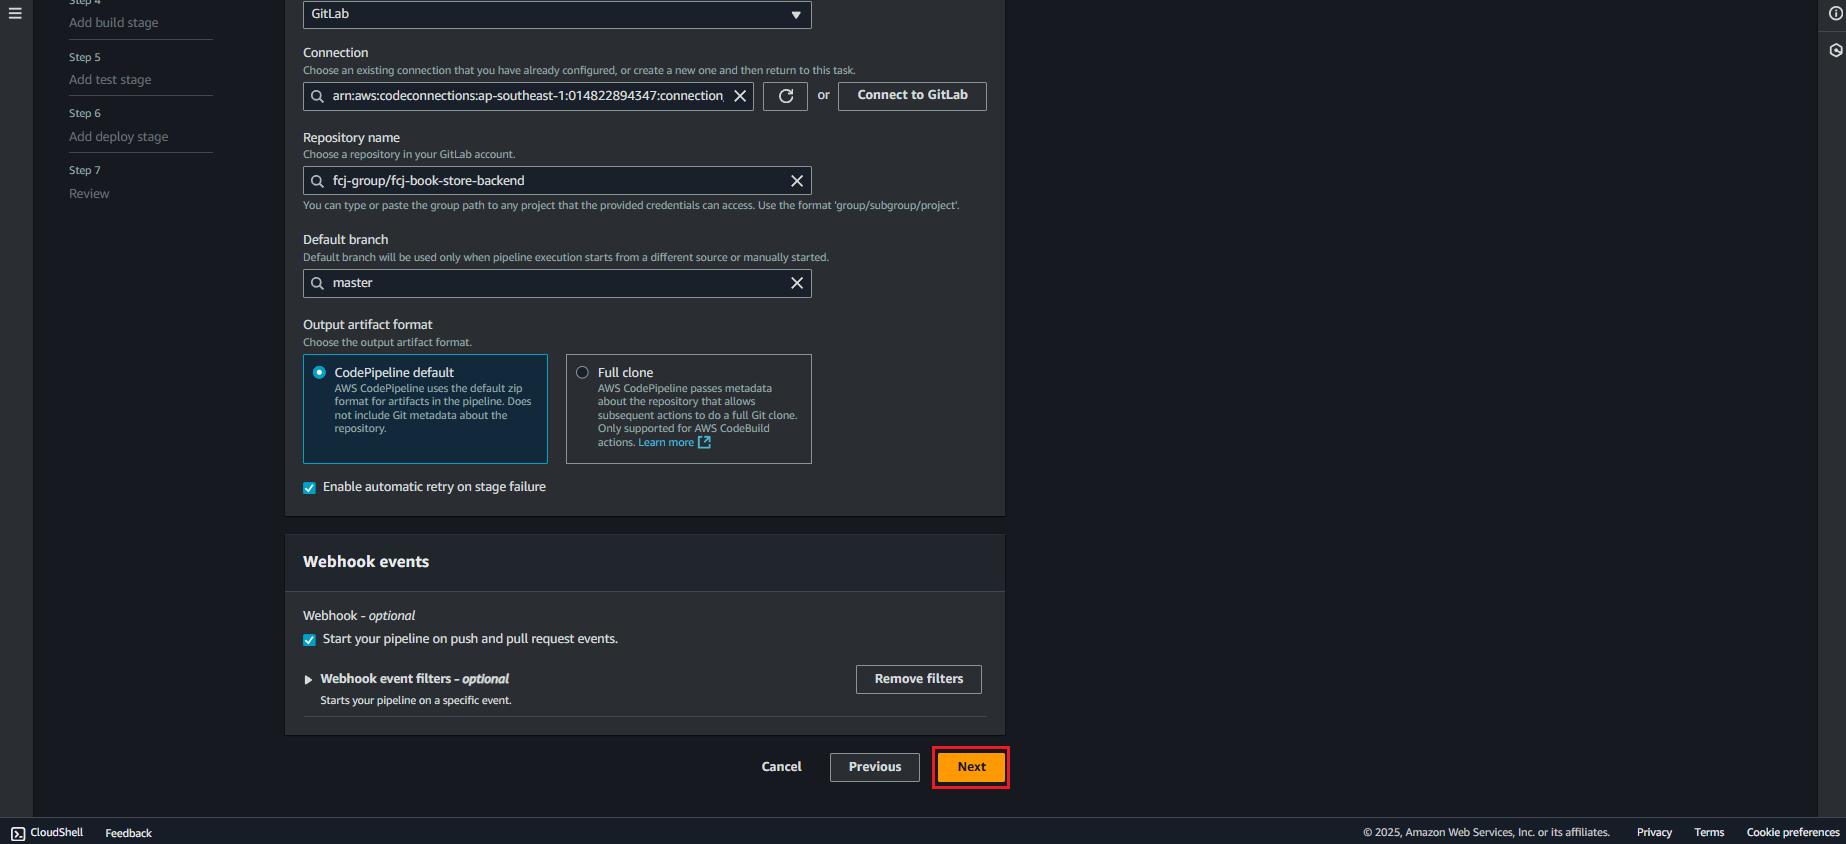 Step 4
Add build stage
Step 5
Add test stage
Step 6
Add deploy stage
Step 7
Review
GitLab
Connection
Choose an existing connection that you have already configured, or create a new one and then return to this task.
arn:aws:codeconnections:ap-southeast-1:014822894347:connection
or
Connect to GitLab
Repository name
Choose a repository in your GitLab account.
fcj-group/fcj-book-store-backend
You can type or paste the group path to any project that the provided credentials can access. Use the format 'group/subgroup/project'.
Default branch
Default branch will be used only when pipeline execution starts from a different source or manually started.
master
Output artifact format
Choose the output artifact format.
CodePipeline default
AWS CodePipeline uses the default zip
format for artifacts in the pipeline. Does
not include Git metadata about the
repository.
Full clone
AWS CodePipeline passes metadata
about the repository that allows
subsequent actions to do a full Git clone.
Only supported for AWS CodeBuild
actions. Learn more
Enable automatic retry on stage failure
Webhook events
Webhook - optional
Start your pipeline on push and pull request events.
Webhook event filters - optional
Starts your pipeline on a specific event.
Remove filters
Cancel
Previous
Next
CloudShell
Feedback
© 2025, Amazon Web Services, Inc. or its affiliates.
Privacy
Terms
Cookie preferences